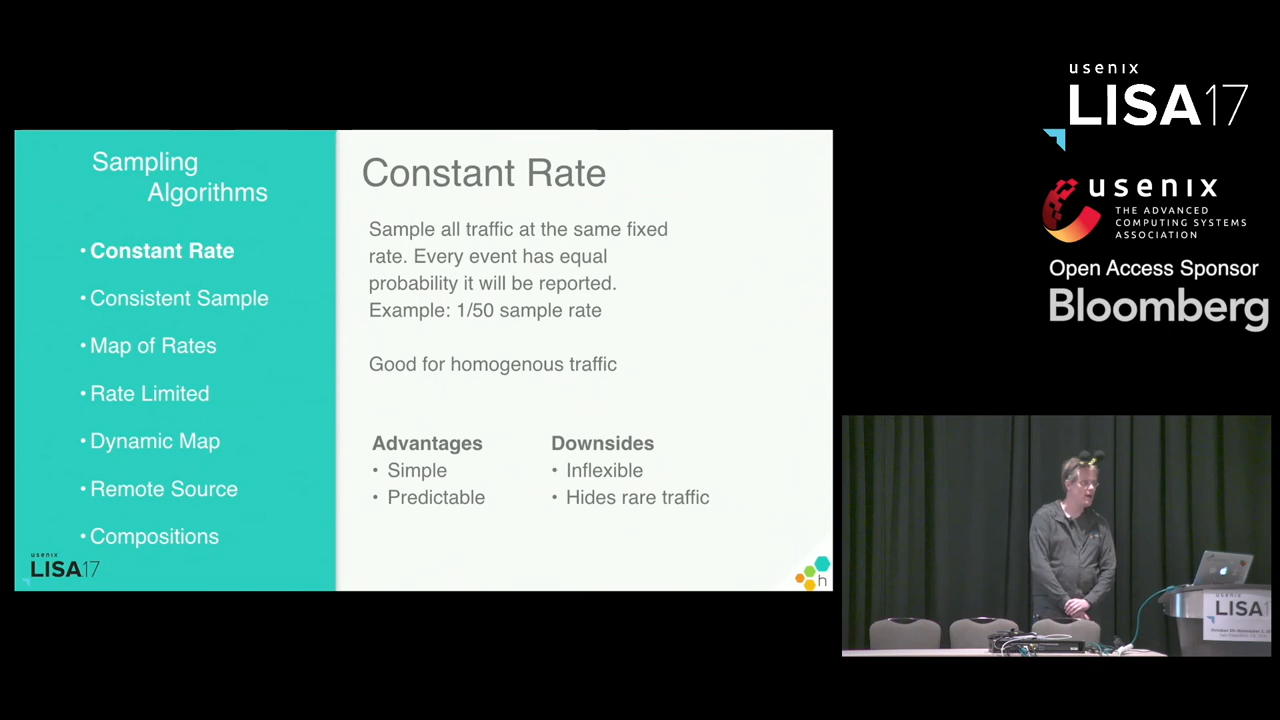 Sampling
Algorithms
• Constant Rate
• Consistent Sample
• Map of Rates
• Rate Limited
• Dynamic Map
• Remote Source
• Compositions
usenix
LISA17
Constant Rate
Sample all traffic at the same fixed
rate. Every event has equal
probability it will be reported.
Example: 1/50 sample rate
Good for homogenous traffic
Advantages
• Simple
• Predictable
Downsides
• Inflexible
• Hides rare traffic
h
usenix
LISA17
usenix
THE ADVANCED
COMPUTING SYSTEMS
ASSOCIATION
Open Access Sponsor
Bloomberg
usenix
LISA1